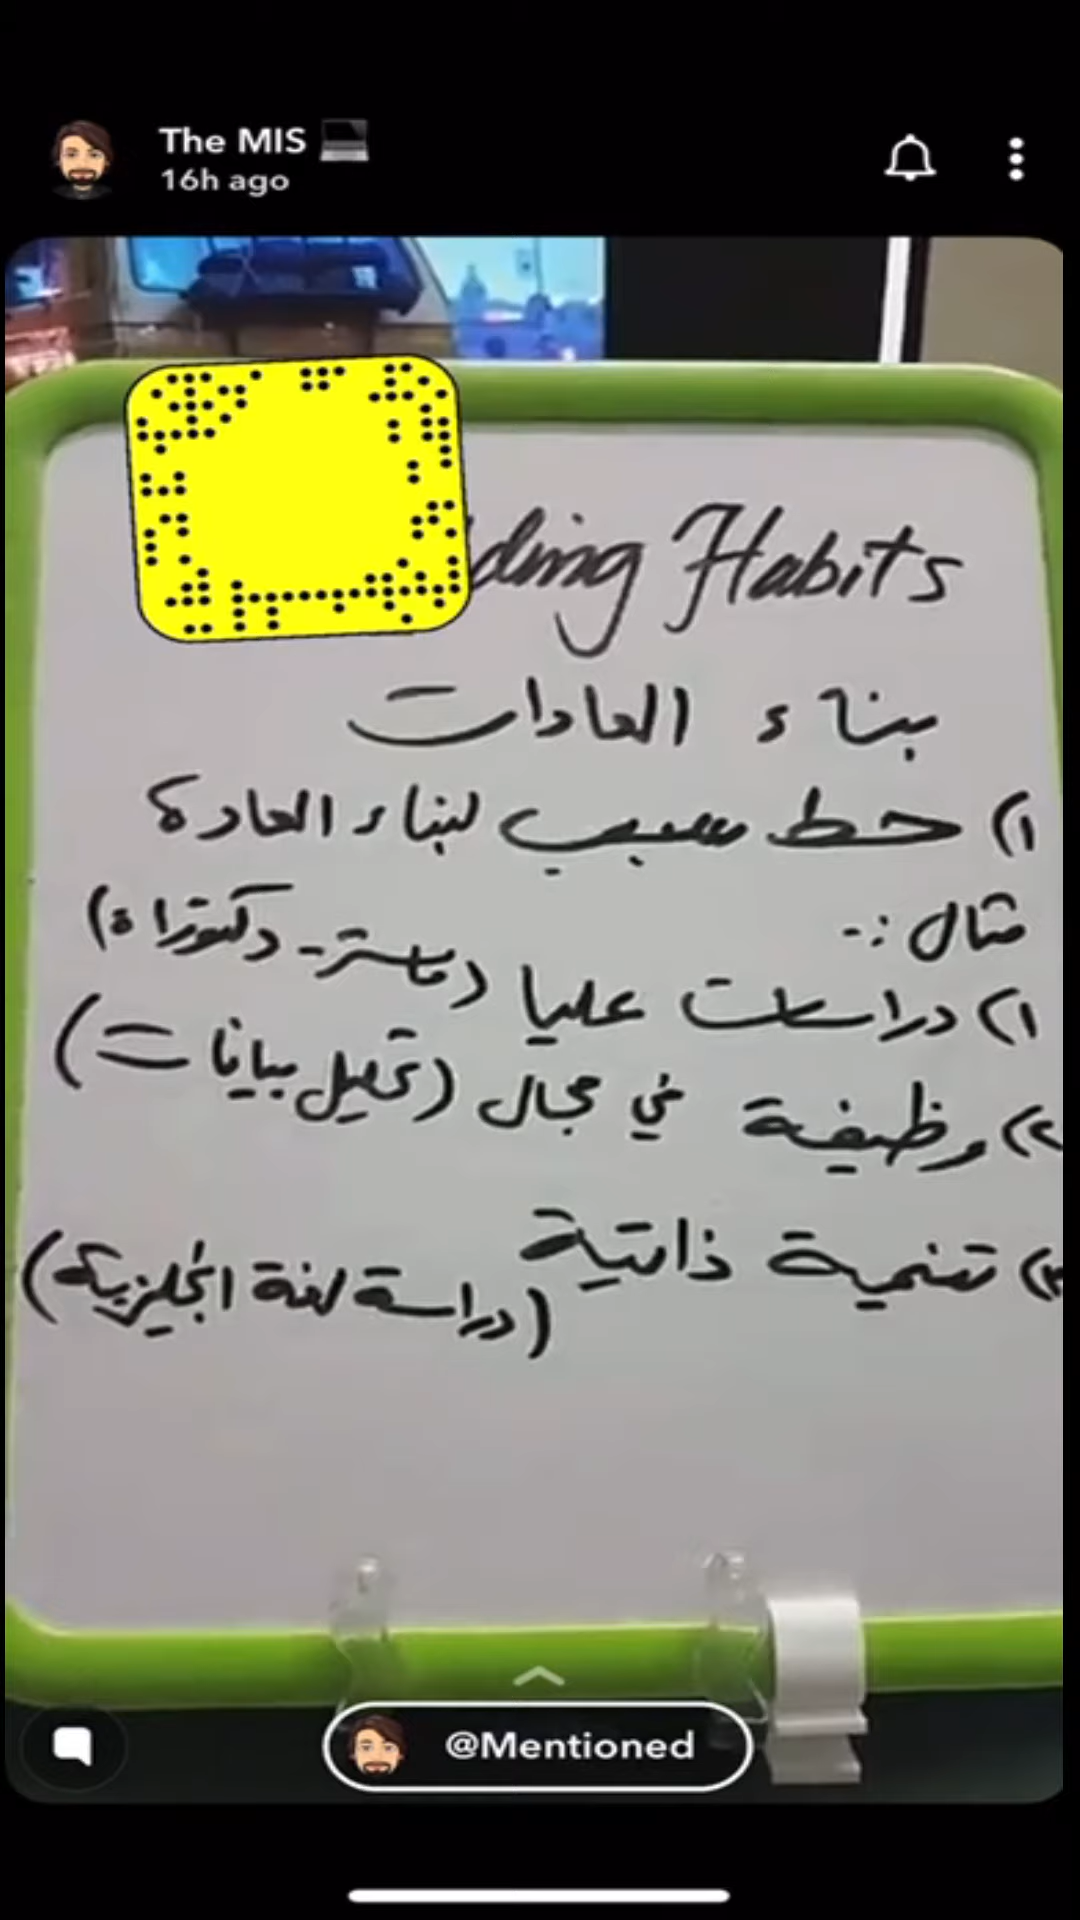 The MIS
16h ago
ding Habits
بناء العادات
١) حط سبب لبناء العادة
مثال :-
١) دراسات عليا (ماستر - دكتوراة)
٢) وظيفة في مجال (تحليل بيانات)
٣) تنمية ذاتية
(دراسة لغة انجليزية)
@Mentioned